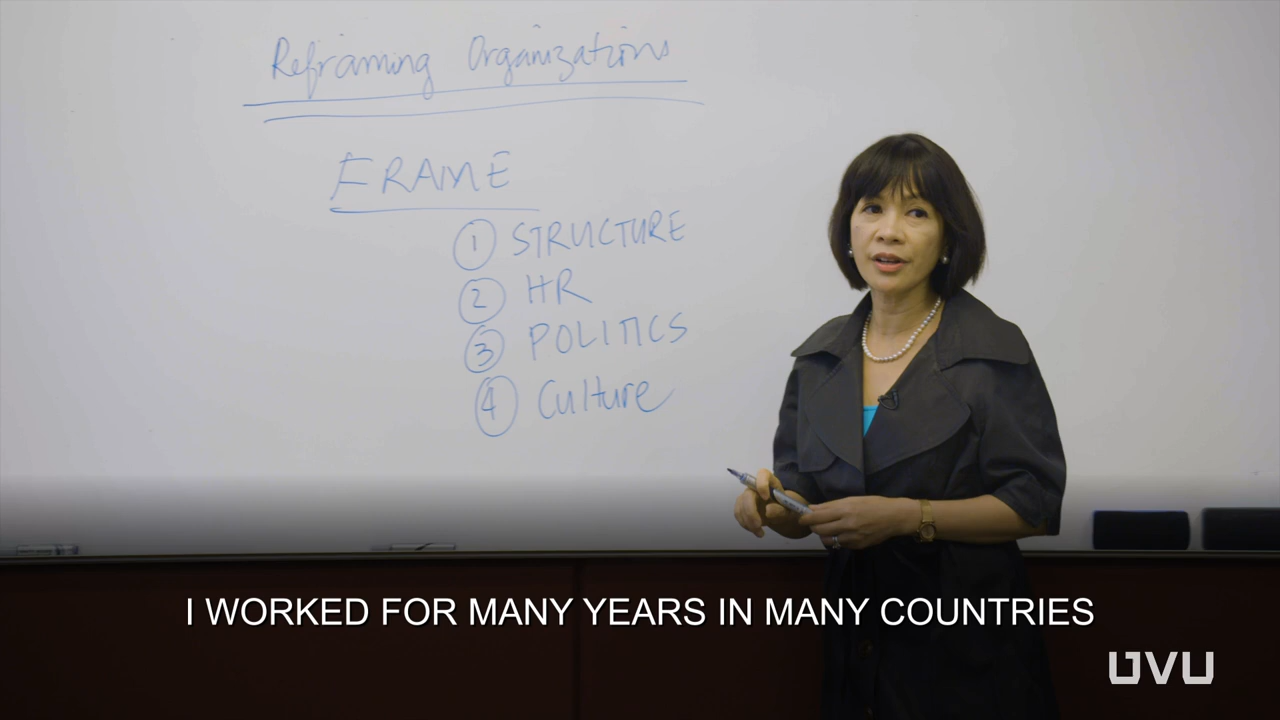 Reframing Organizations
FRAME
1 STRUCTURE
2 HR
3 POLITICS
4 Culture
I WORKED FOR MANY YEARS IN MANY COUNTRIES
UVU